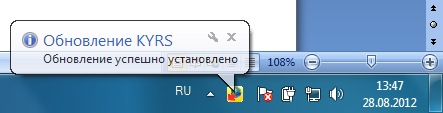 Обновление KYRS
Обновление успешно установлено
108%
RU
13:47
28.08.2012